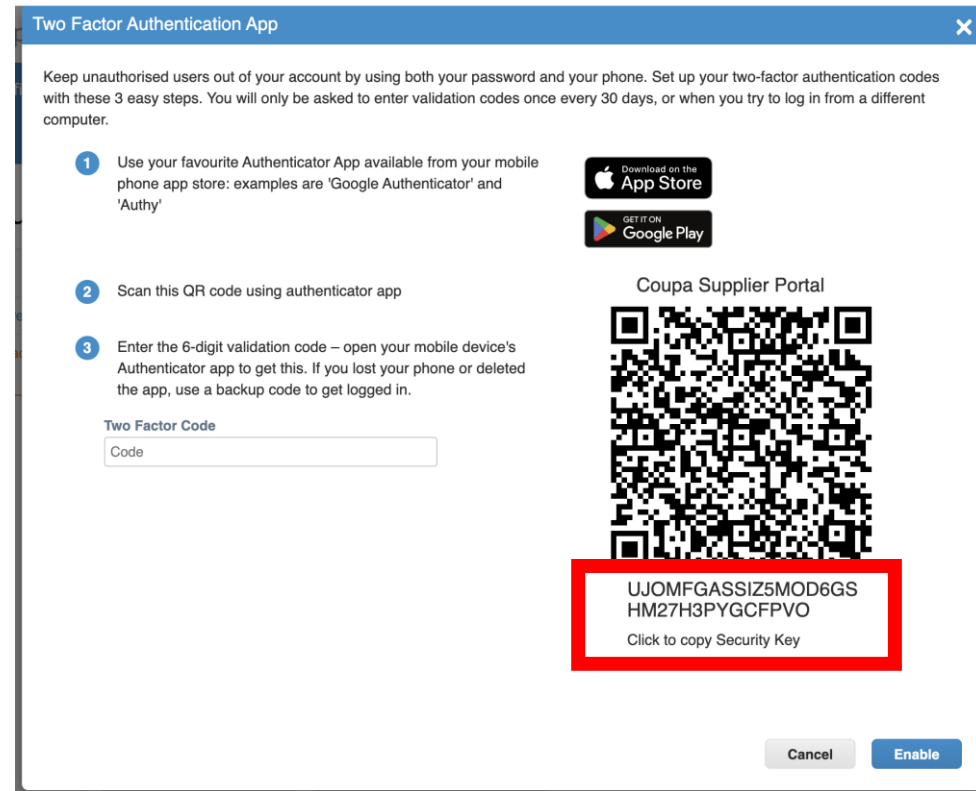 Two Factor Authentication App
Keep unauthorised users out of your account by using both your password and your phone. Set up your two-factor authentication codes
with these 3 easy steps. You will only be asked to enter validation codes once every 30 days, or when you try to log in from a different
computer.
1 Use your favourite Authenticator App available from your mobile
phone app store: examples are 'Google Authenticator' and
'Authy'
Download on the
App Store
GET IT ON
Google Play
2 Scan this QR code using authenticator app
Coupa Supplier Portal
3 Enter the 6-digit validation code – open your mobile device's
Authenticator app to get this. If you lost your phone or deleted
the app, use a backup code to get logged in.
Two Factor Code
Code
UJOMFGASSIZ5MOD6GS
HM27H3PYGCFPVO
Click to copy Security Key
Cancel
Enable